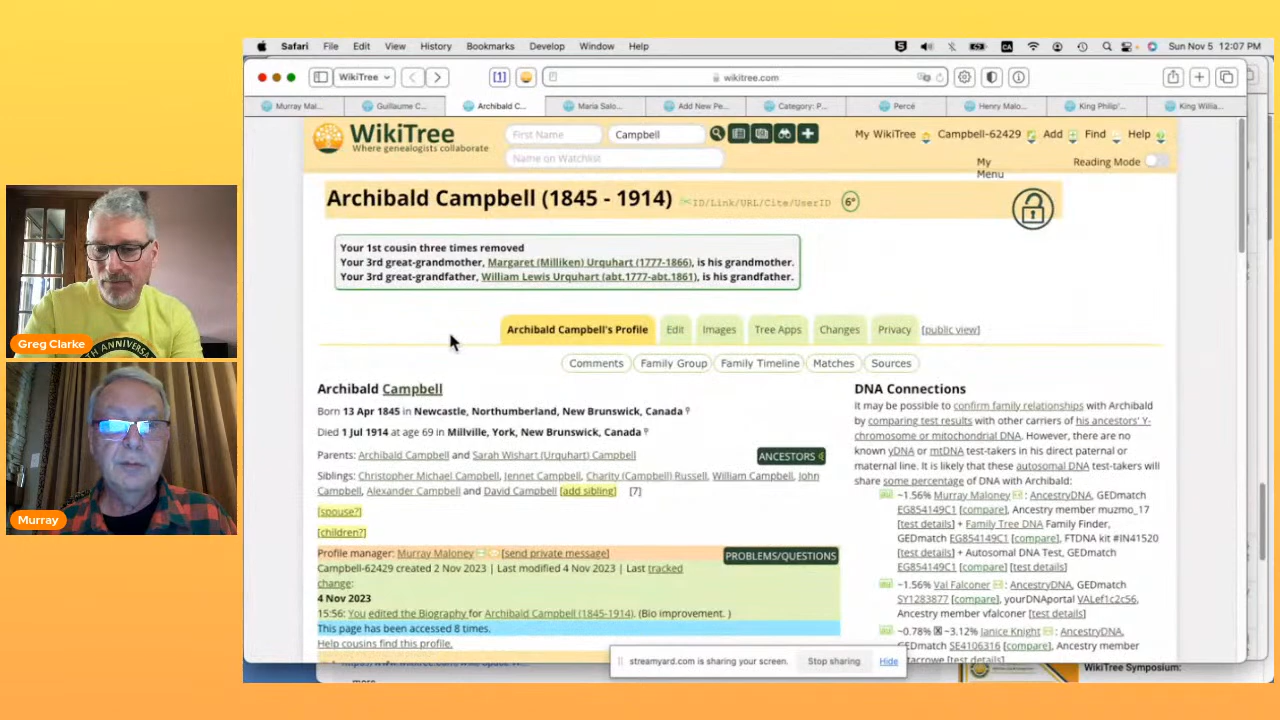 Safari File Edit View History Bookmarks Develop Window Help Sun Nov 5 12:07 PM
WikiTree [1] wikitree.com
Murray Mal... Guillaume C... Archibald C... Maria Salo... Add New Pe... Category: P... Percé Henry Malo... King Philip'... King Willia...
WikiTree
Where genealogists collaborate
First Name Campbell
Name on Watchlist
My WikiTree Campbell-62429 Add Find Help
My Menu
Reading Mode
Archibald Campbell (1845 - 1914) ID/Link/URL/Cite/UserID 6°
Your 1st cousin three times removed
Your 3rd great-grandmother, Margaret (Milliken) Urquhart (1777-1866), is his grandmother.
Your 3rd great-grandfather, William Lewis Urquhart (abt.1777-abt.1861), is his grandfather.
Archibald Campbell's Profile Edit Images Tree Apps Changes Privacy [public view]
Comments Family Group Family Timeline Matches Sources
Archibald Campbell
Born 13 Apr 1845 in Newcastle, Northumberland, New Brunswick, Canada
Died 1 Jul 1914 at age 69 in Millville, York, New Brunswick, Canada
Parents: Archibald Campbell and Sarah Wishart (Urquhart) Campbell
ANCESTORS
Siblings: Christopher Michael Campbell, Jennet Campbell, Charity (Campbell) Russell, William Campbell, John
Campbell, Alexander Campbell and David Campbell [add sibling] [7]
[spouse?]
[children?]
Profile manager: Murray Maloney [send private message]
PROBLEMS/QUESTIONS
Campbell-62429 created 2 Nov 2023 | Last modified 4 Nov 2023 | Last tracked
change:
4 Nov 2023
15:56: You edited the Biography for Archibald Campbell (1845-1914). (Bio improvement. )
This page has been accessed 8 times.
Help cousins find this profile.
more
DNA Connections
It may be possible to confirm family relationships with Archibald
by comparing test results with other carriers of his ancestors' Y-
chromosome or mitochondrial DNA. However, there are no
known yDNA or mtDNA test-takers in his direct paternal or
maternal line. It is likely that these autosomal DNA test-takers will
share some percentage of DNA with Archibald:
~1.56% Murray Maloney : AncestryDNA, GEDmatch
EG854149C1 [compare], Ancestry member muzmo_17
[test details] + Family Tree DNA Family Finder,
GEDmatch EG854149C1 [compare], FTDNA kit #IN41520
[test details] + Autosomal DNA Test, GEDmatch
EG854149C1 [compare] [test details]
~1.56% Val Falconer : AncestryDNA, GEDmatch
SY1283877 [compare], yourDNAportal VALef1c2c56,
Ancestry member vfalconer [test details]
~0.78% ~3.12% Janice Knight : AncestryDNA,
GEDmatch SE4106316 [compare], Ancestry member
[test details]
streamyard.com is sharing your screen. Stop sharing Hide
WikiTree Symposium:
Greg Clarke
Murray